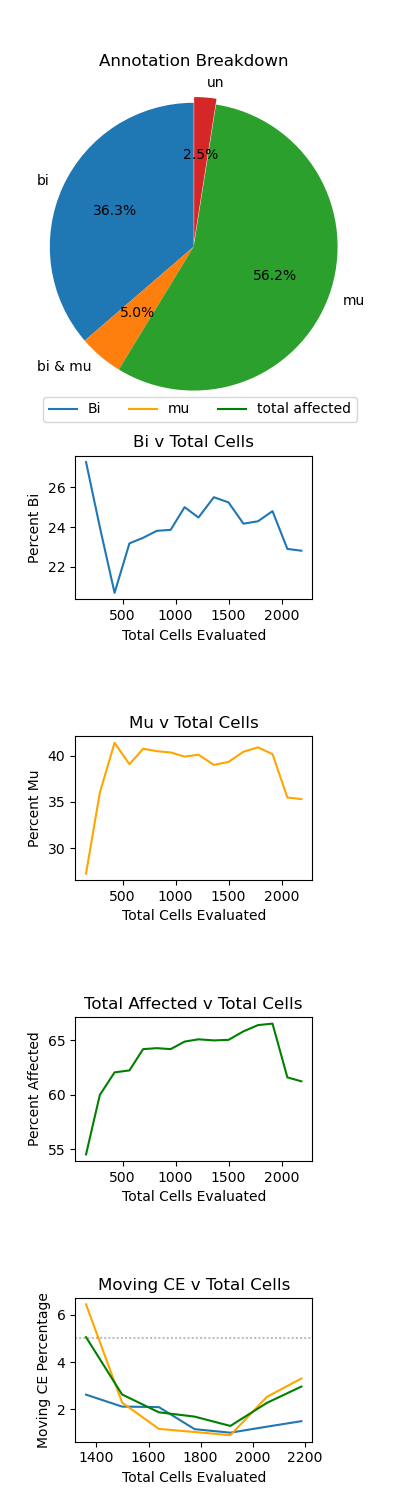 Annotation Breakdown
un
2.5%
bi
36.3%
56.2%
mu
5.0%
bi & mu
Bi mu total affected
Bi v Total Cells
Percent Bi
26
24
22
500 1000 1500 2000
Total Cells Evaluated
Mu v Total Cells
Percent Mu
40
35
30
500 1000 1500 2000
Total Cells Evaluated
Total Affected v Total Cells
Percent Affected
65
60
55
500 1000 1500 2000
Total Cells Evaluated
Moving CE v Total Cells
Moving CE Percentage
6
4
2
1400 1600 1800 2000 2200
Total Cells Evaluated